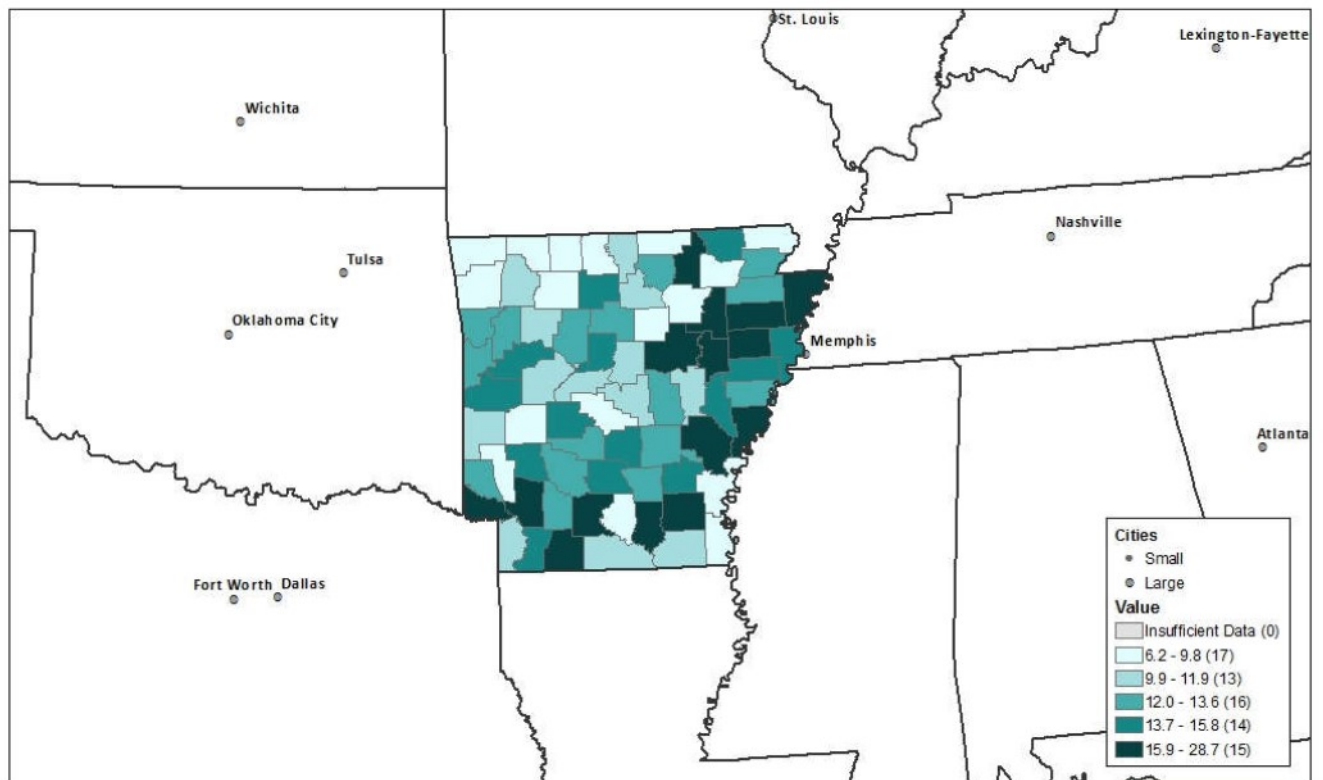 St. Louis
Lexington-Fayette
Wichita
Nashville
Tulsa
Oklahoma City
Memphis
Atlanta
Fort Worth Dallas
Cities
Small
Large
Value
Insufficient Data (0)
6.2 - 9.8 (17)
9.9 - 11.9 (13)
12.0 - 13.6 (16)
13.7 - 15.8 (14)
15.9 - 28.7 (15)